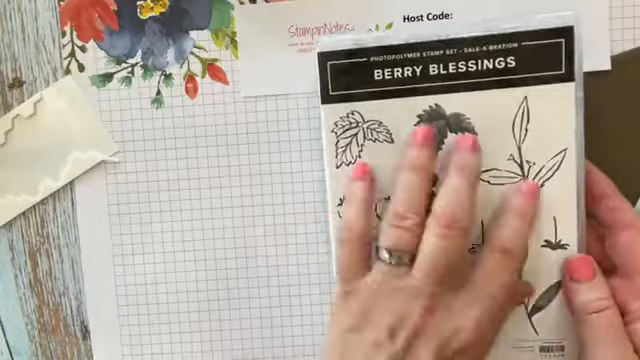 Host Code:
StampinNotes
PHOTOPOLYMER STAMP SET • SALE-A-BRATION
BERRY BLESSINGS